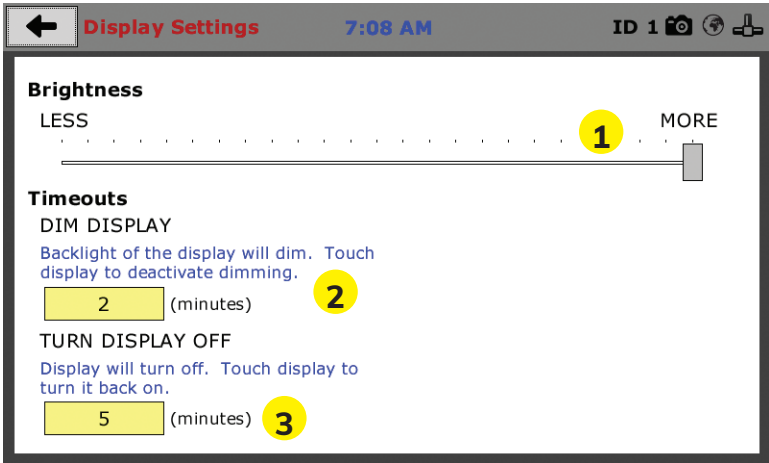 Display Settings 7:08 AM ID 1
Brightness
LESS MORE
1
Timeouts
DIM DISPLAY
Backlight of the display will dim. Touch
display to deactivate dimming.
2 (minutes) 2
TURN DISPLAY OFF
Display will turn off. Touch display to
turn it back on.
5 (minutes) 3